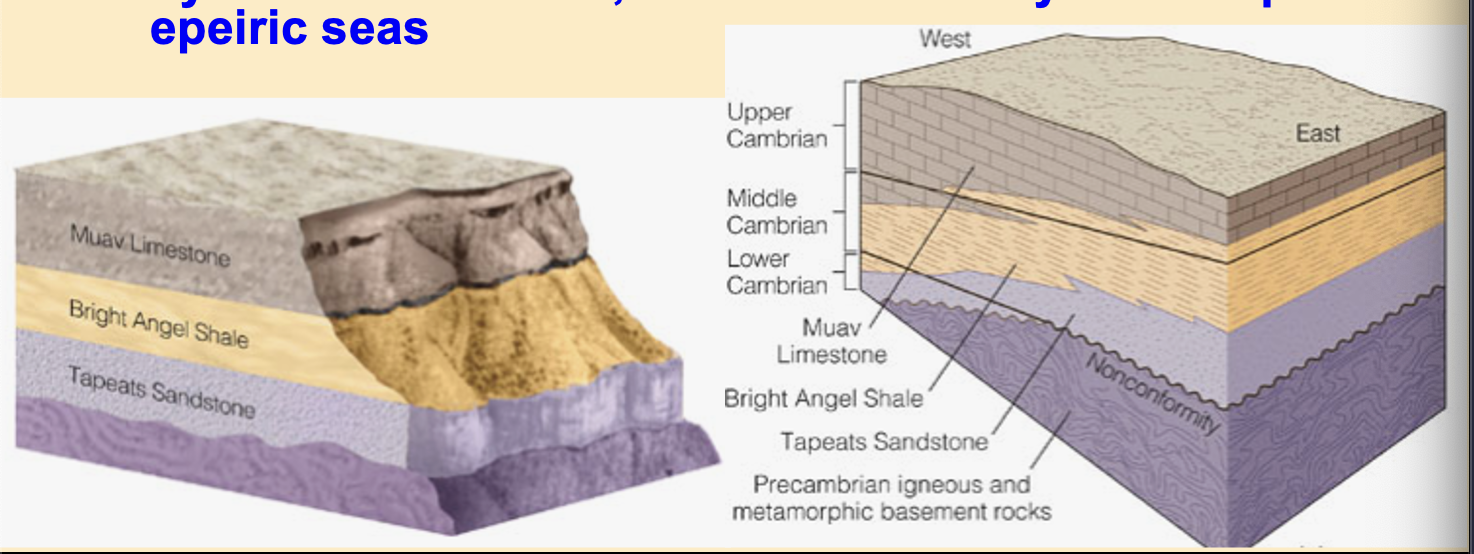 epeiric seas
Muav Limestone
Bright Angel Shale
Tapeats Sandstone
West
East
Upper
Cambrian
Middle
Cambrian
Lower
Cambrian
Muav
Limestone
Bright Angel Shale
Tapeats Sandstone
Nonconformity
Precambrian igneous and
metamorphic basement rocks